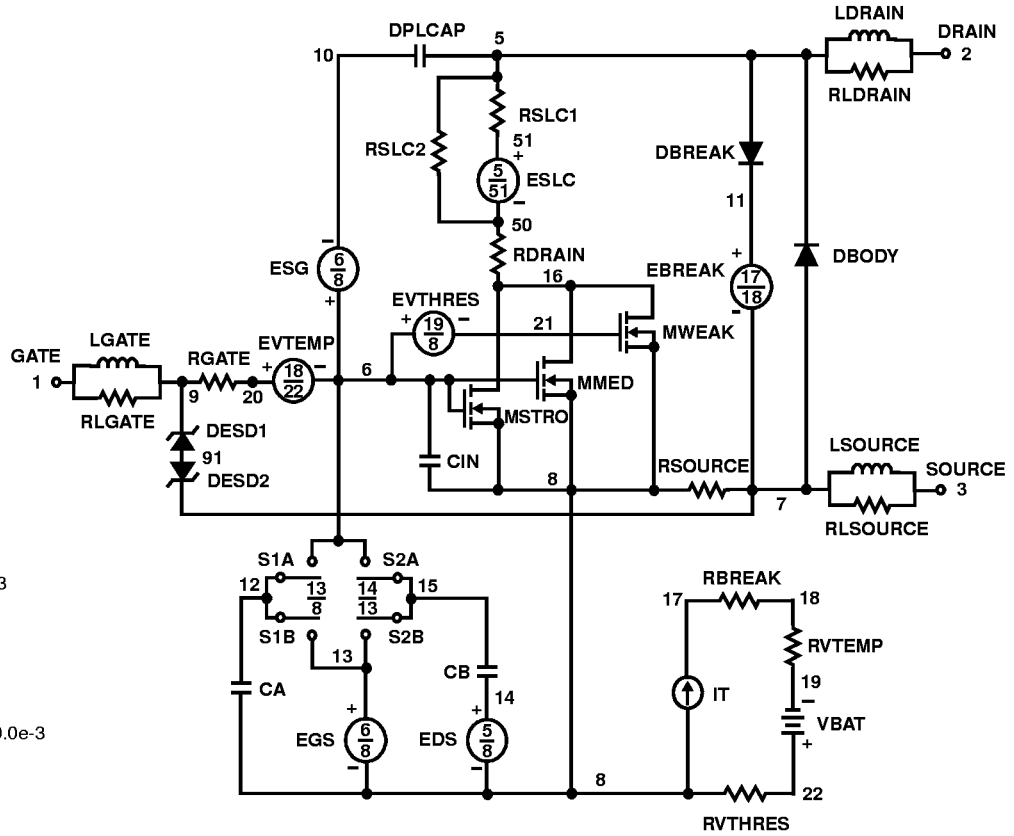 LDRAIN
DPLCAP
5
DRAIN
10
2
RLDRAIN
RSLC1
51
+
RSLC2
DBREAK
5
51
ESLC
−
11
50
−
RDRAIN
+
DBODY
ESG
6
8
16
EBREAK
17
18
+
EVTHRES
−
+
19
8
−
21
MWEAK
LGATE
EVTEMP
GATE
RGATE
+
18
22
−
6
1
9
20
MMED
RLGATE
MSTRO
DESD1
91
DESD2
CIN
LSOURCE
RSOURCE
SOURCE
8
7
3
RLSOURCE
S1A
S2A
3
12
13
8
14
13
15
RBREAK
17
18
S1B
S2B
RVTEMP
13
CB
19
CA
14
IT
−
VBAT
+
+
+
EGS
6
8
EDS
5
8
.0e-3
−
−
8
22
RVTHRES